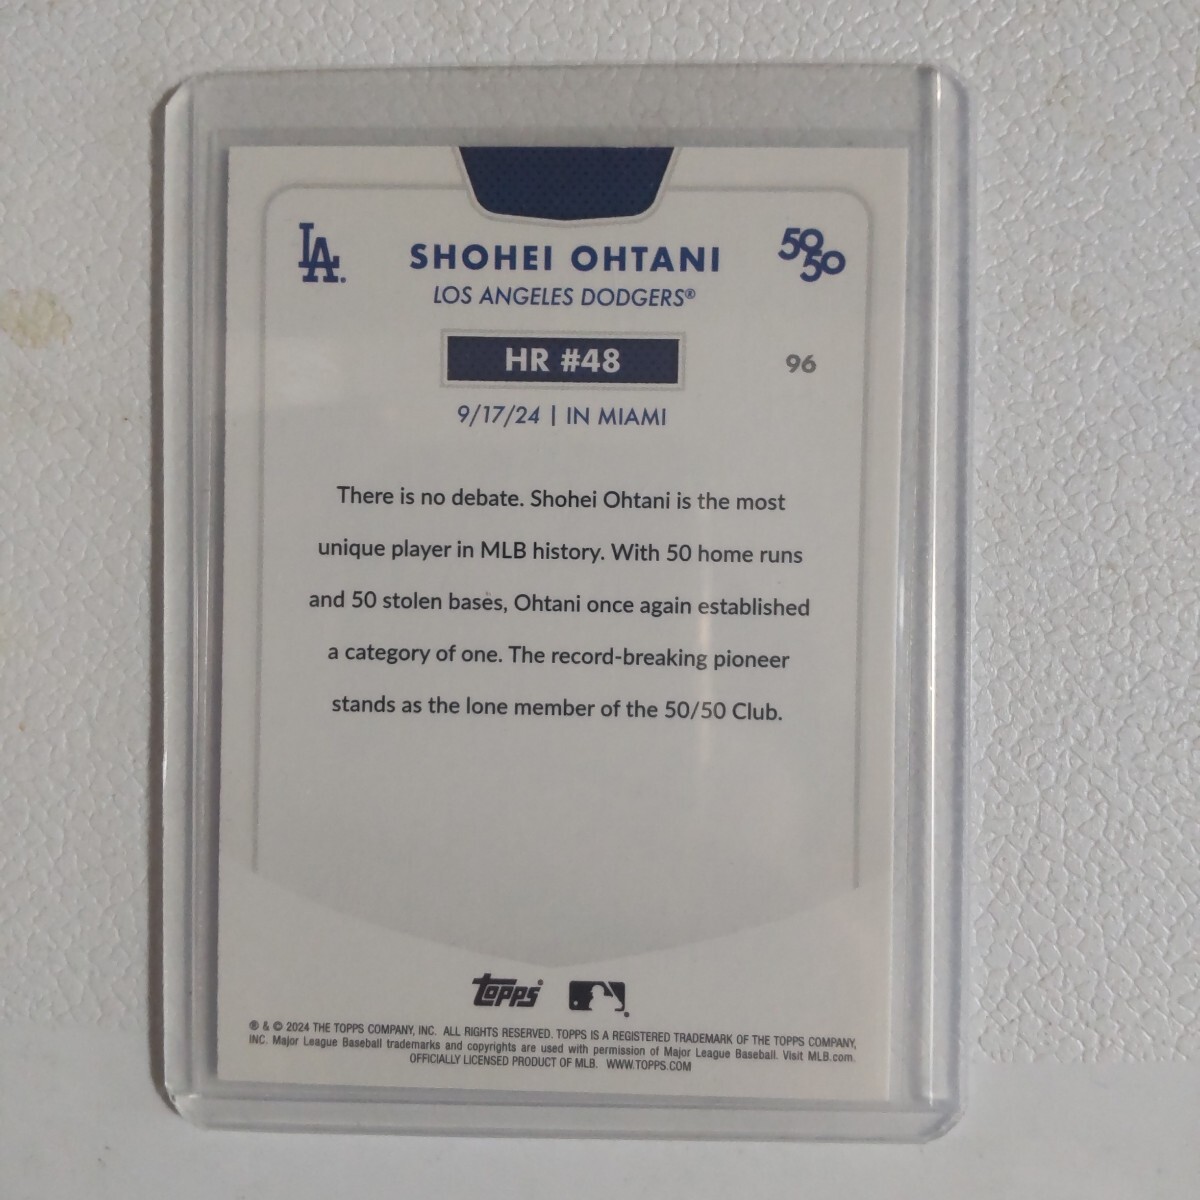 LA.
SHOHEI OHTANI
50
50
LOS ANGELES DODGERS®
HR #48
96
9/17/24 | IN MIAMI
There is no debate. Shohei Ohtani is the most
unique player in MLB history. With 50 home runs
and 50 stolen bases, Ohtani once again established
a category of one. The record-breaking pioneer
stands as the lone member of the 50/50 Club.
topps
® & © 2024 THE TOPPS COMPANY, INC. ALL RIGHTS RESERVED. TOPPS IS A REGISTERED TRADEMARK OF THE TOPPS COMPANY,
INC. Major League Baseball trademarks and copyrights are used with permission of Major League Baseball. Visit MLB.com.
OFFICIALLY LICENSED PRODUCT OF MLB. WWW.TOPPS.COM